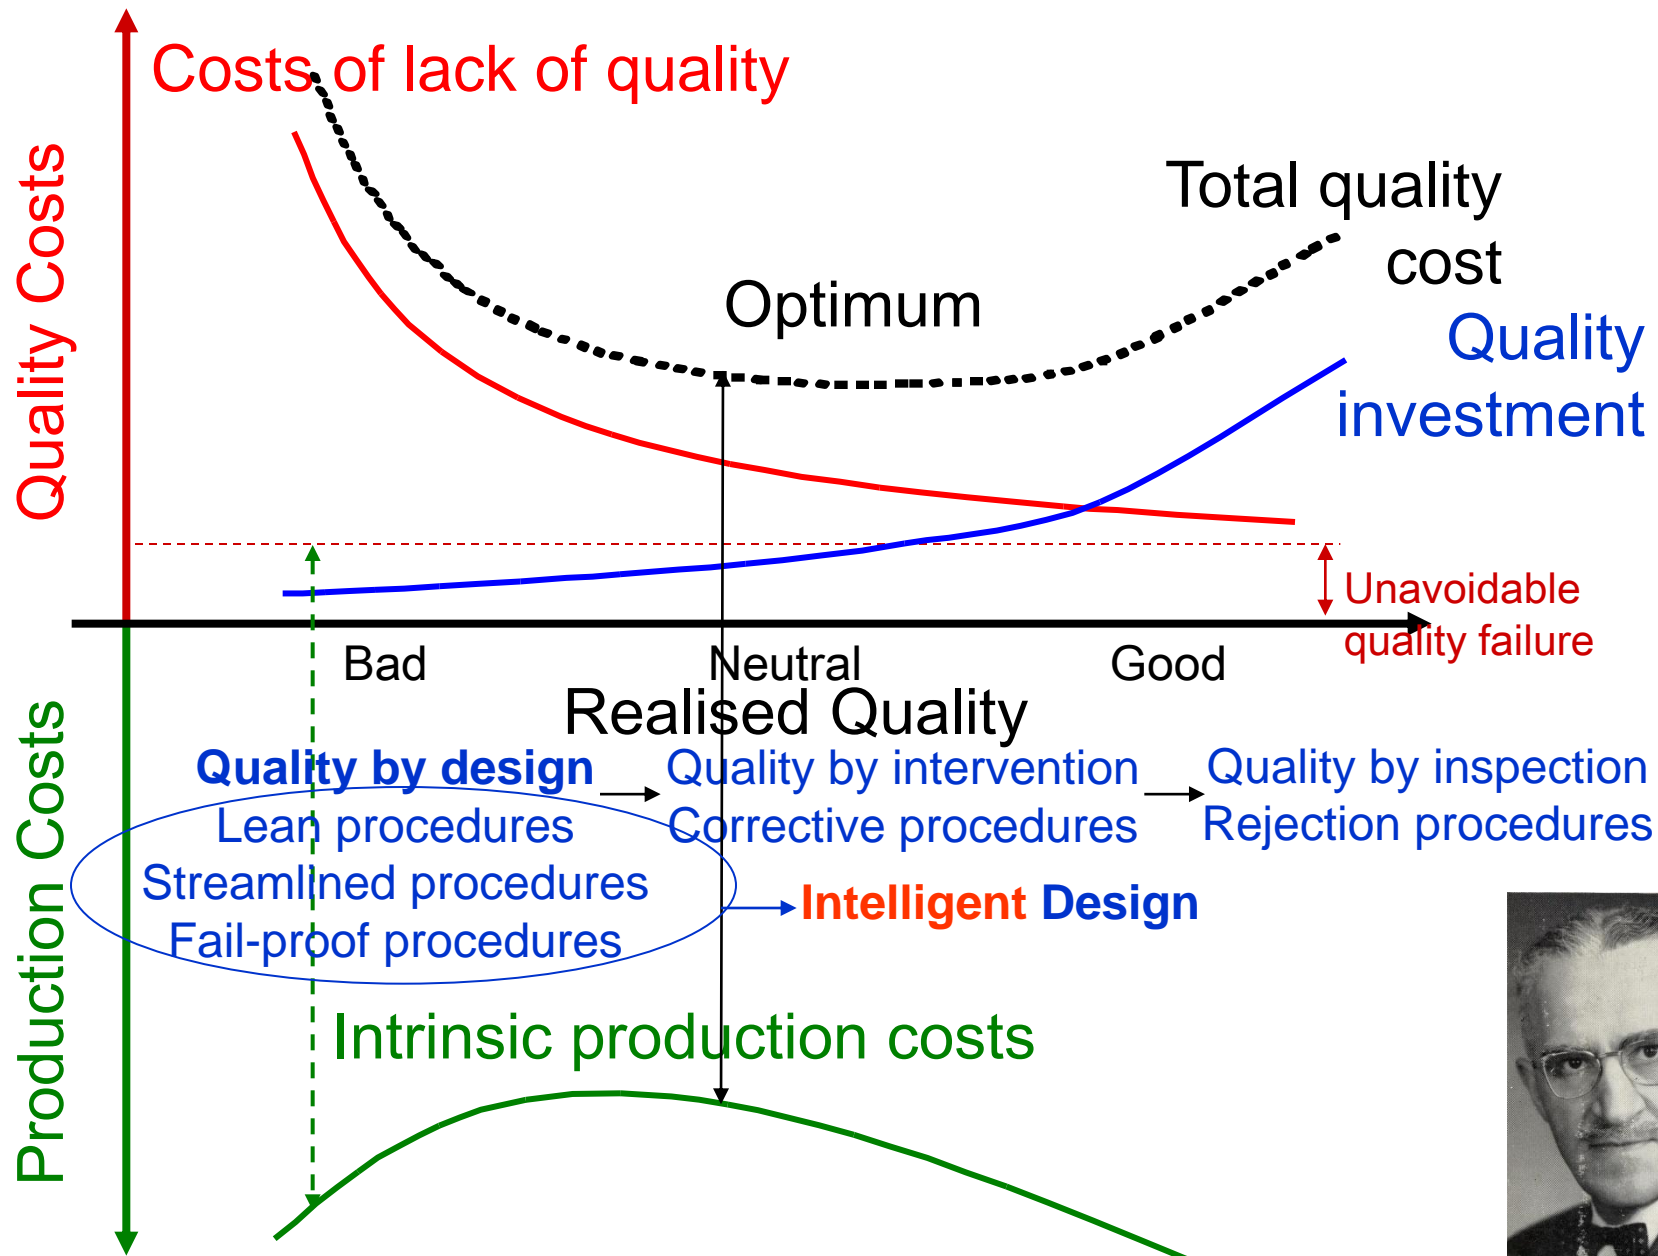 Costs of lack of quality
Quality Costs
Total quality
cost
Optimum
Quality
investment
Unavoidable
quality failure
Bad
Neutral
Good
Realised Quality
Production Costs
Quality by design
Lean procedures
Streamlined procedures
Fail-proof procedures
Quality by intervention
Corrective procedures
Quality by inspection
Rejection procedures
Intelligent Design
Intrinsic production costs